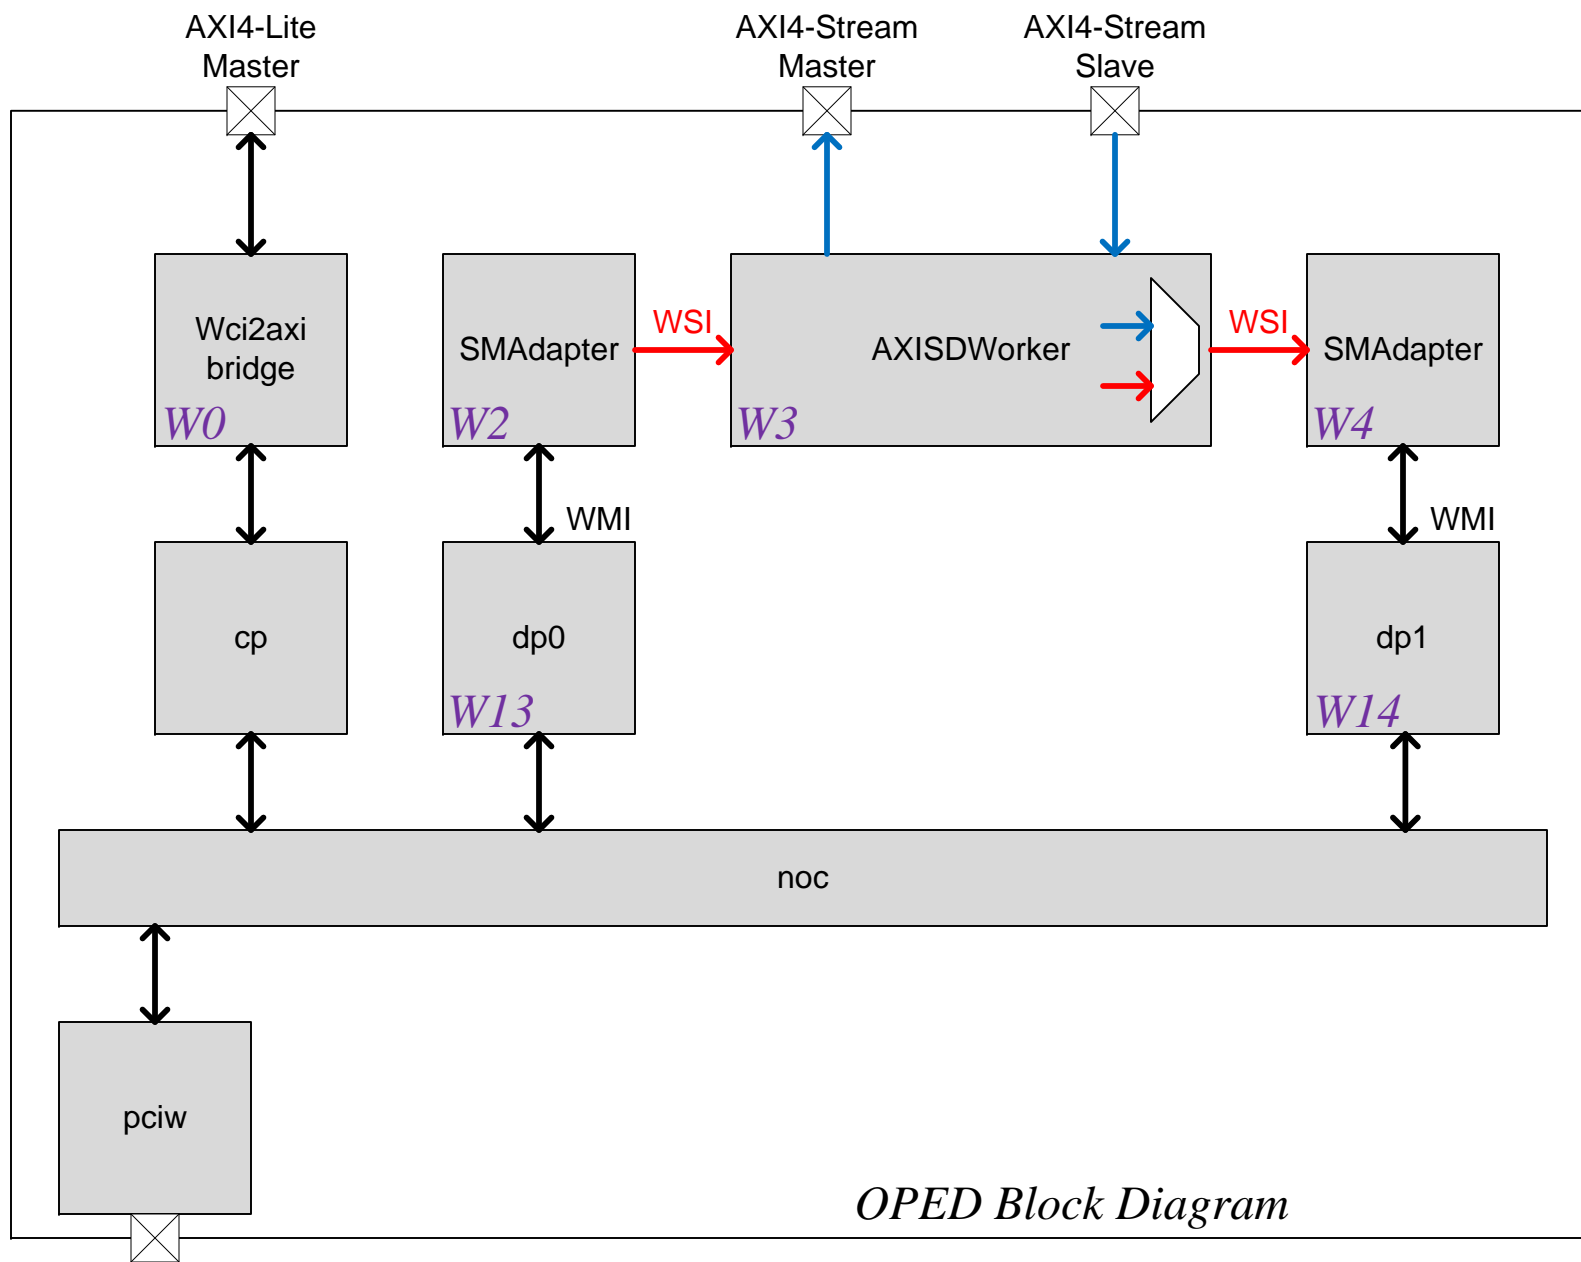 AXI4-Lite
Master
AXI4-Stream
Master
AXI4-Stream
Slave
Wci2axi
bridge
W0
SMAdapter
W2
WSI
AXISDWorker
W3
WSI
SMAdapter
W4
WMI
WMI
cp
dp0
W13
dp1
W14
noc
pciw
OPED Block Diagram